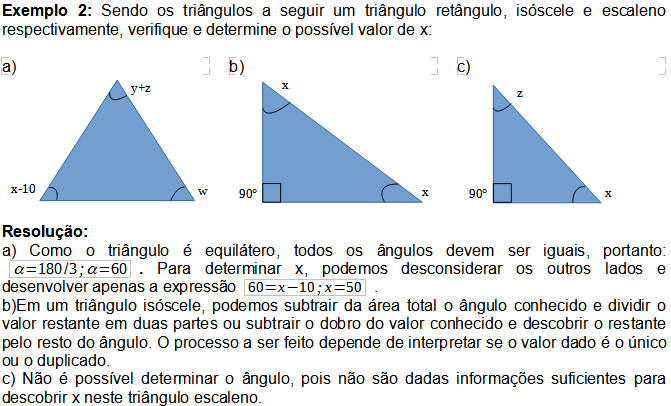 Exemplo 2: Sendo os triângulos a seguir um triângulo retângulo, isóscele e escaleno
respectivamente, verifique e determine o possível valor de x:
a) b) c)
y+z
x-10
w
x
90º
x
z
90º
x
Resolução:
a) Como o triângulo é equilátero, todos os ângulos devem ser iguais, portanto:
α=180/3; α=60 . Para determinar x, podemos desconsiderar os outros lados e
desenvolver apenas a expressão 60=x−10; x=50 .
b)Em um triângulo isóscele, podemos subtrair da área total o ângulo conhecido e dividir o
valor restante em duas partes ou subtrair o dobro do valor conhecido e descobrir o restante
pelo resto do ângulo. O processo a ser feito depende de interpretar se o valor dado é o único
ou o duplicado.
c) Não é possível determinar o ângulo, pois não são dadas informações suficientes para
descobrir x neste triângulo escaleno.